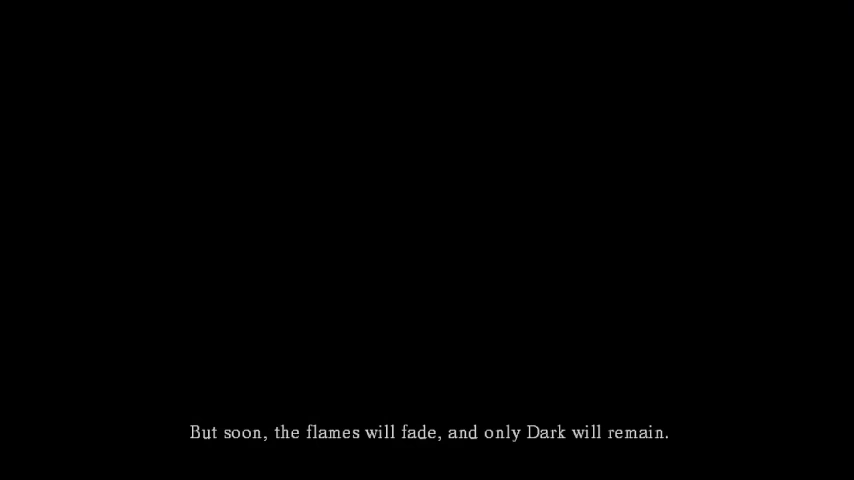 But soon, the flames will fade, and only Dark will remain.